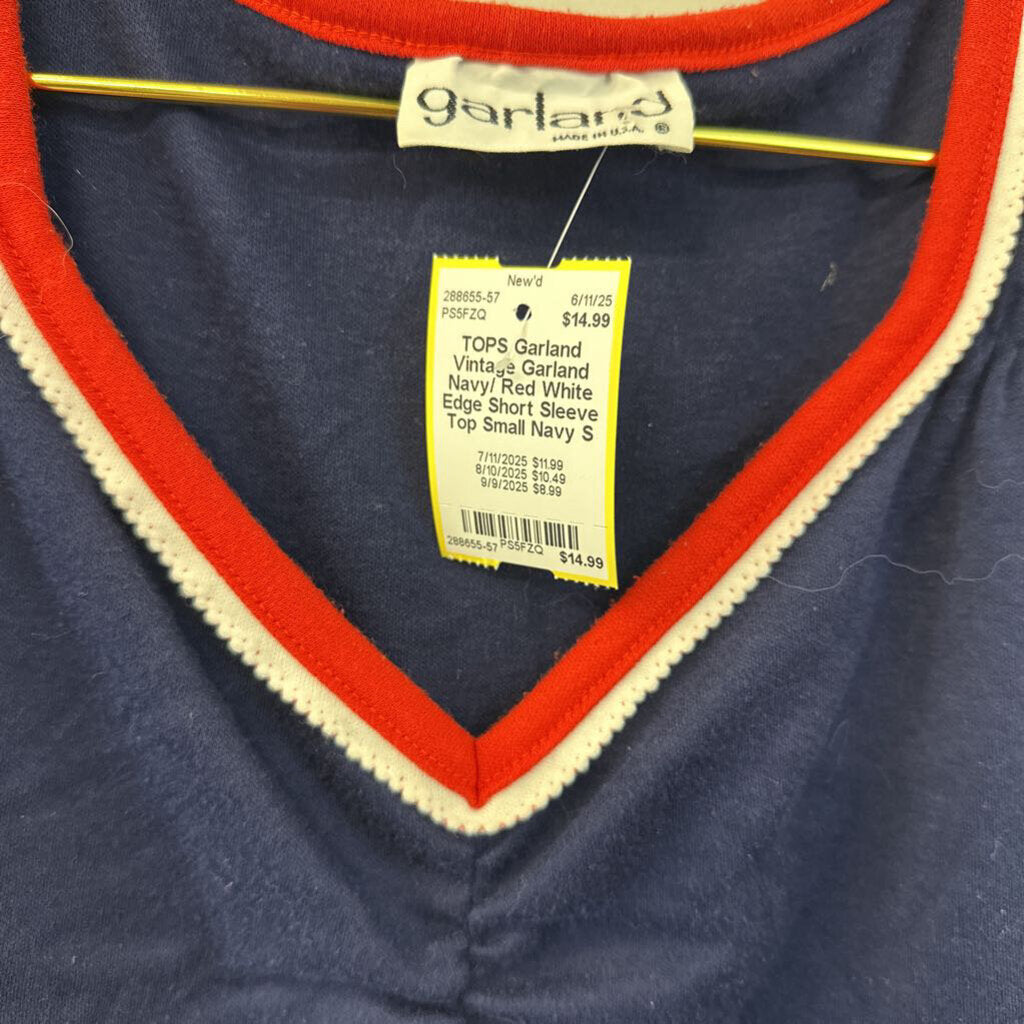 garland
MADE IN U.S.A. ®
New'd
288655-57 6/11/25
PS5FZQ $14.99
TOPS Garland
Vintage Garland
Navy/ Red White
Edge Short Sleeve
Top Small Navy S
7/11/2025 $11.99
8/10/2025 $10.49
9/9/2025 $8.99
288655-57 PS5FZQ $14.99